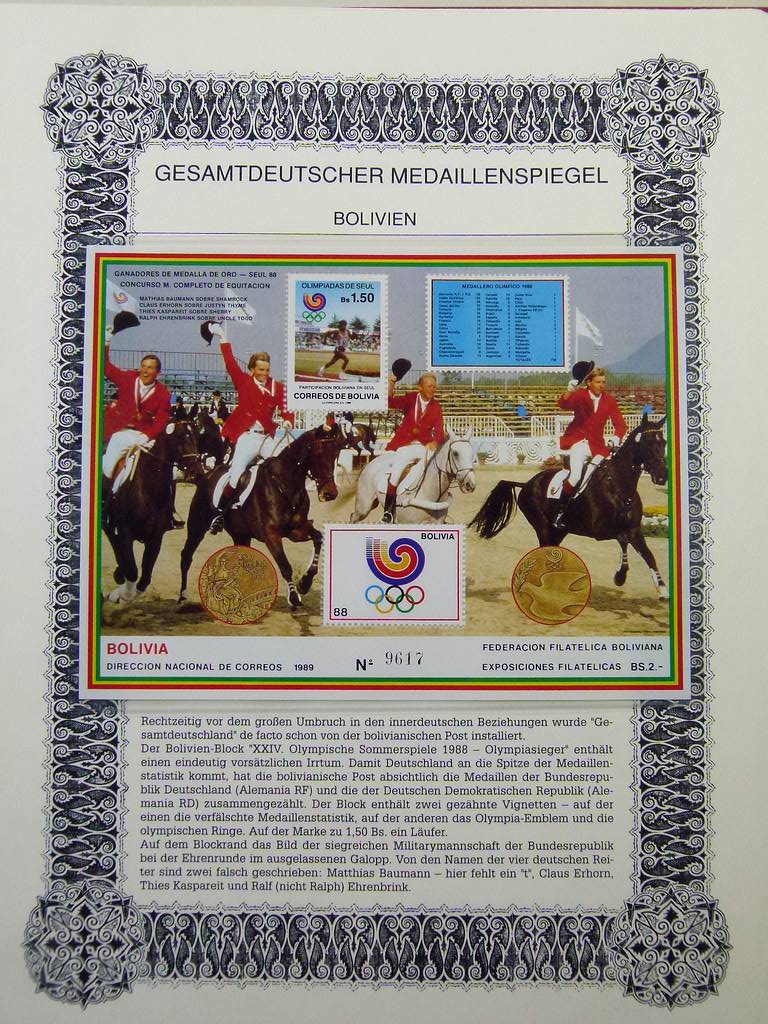 GESAMTDEUTSCHER MEDAILLENSPIEGEL
BOLIVIEN
GANADORES DE MEDALLA DE ORO — SEUL 88
CONCURSO M. COMPLETO DE EQUITACION
MATHIAS BAUMANN SOBRE SHAMROCK
CLAUS ERHORN SOBRE JUSTYN THYME
THIES KASPAREIT SOBRE SHERRY
RALPH EHRENBRINK SOBRE UNCLE TODD
OLIMPIADAS DE SEUL
Bs 1.50
PARTICIPACION BOLIVIANA EN SEUL
CORREOS DE BOLIVIA
MEDALLERO OLIMPICO 1988
BOLIVIA
88
BOLIVIA
DIRECCION NACIONAL DE CORREOS 1989
Nº 9617
FEDERACION FILATELICA BOLIVIANA
EXPOSICIONES FILATELICAS BS.2.-
Rechtzeitig vor dem großen Umbruch in den innerdeutschen Beziehungen wurde "Ge-
samtdeutschland" de facto schon von der bolivianischen Post installiert.
Der Bolivien-Block "XXIV. Olympische Sommerspiele 1988 – Olympiasieger" enthält
einen eindeutig vorsätzlichen Irrtum. Damit Deutschland an die Spitze der Medaillen-
statistik kommt, hat die bolivianische Post absichtlich die Medaillen der Bundesrepu-
blik Deutschland (Alemania RF) und die der Deutschen Demokratischen Republik (Ale-
mania RD) zusammengezählt. Der Block enthält zwei gezähnte Vignetten – auf der
einen die verfälschte Medaillenstatistik, auf der anderen das Olympia-Emblem und die
olympischen Ringe. Auf der Marke zu 1,50 Bs. ein Läufer.
Auf dem Blockrand das Bild der siegreichen Militarymannschaft der Bundesrepublik
bei der Ehrenrunde im ausgelassenen Galopp. Von den Namen der vier deutschen Rei-
ter sind zwei falsch geschrieben: Matthias Baumann – hier fehlt ein "t", Claus Erhorn,
Thies Kaspareit und Ralf (nicht Ralph) Ehrenbrink.